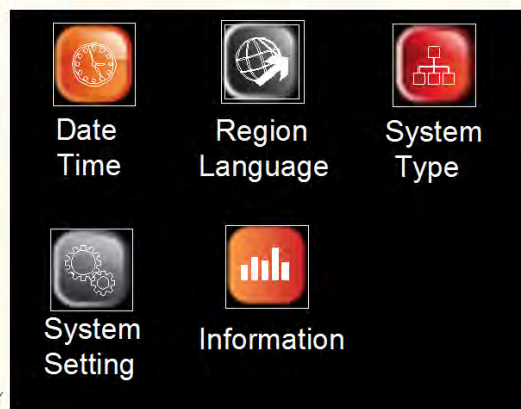 Date
Time
Region
Language
System
Type
System
Setting
Information